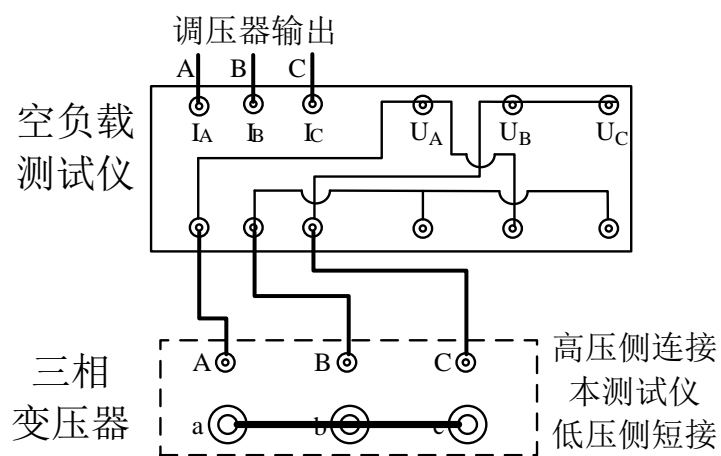 调压器输出
A B C
空负载
测试仪
IA IB IC UA UB UC
三相
变压器
A B C
a b c
高压侧连接
本测试仪
低压侧短接